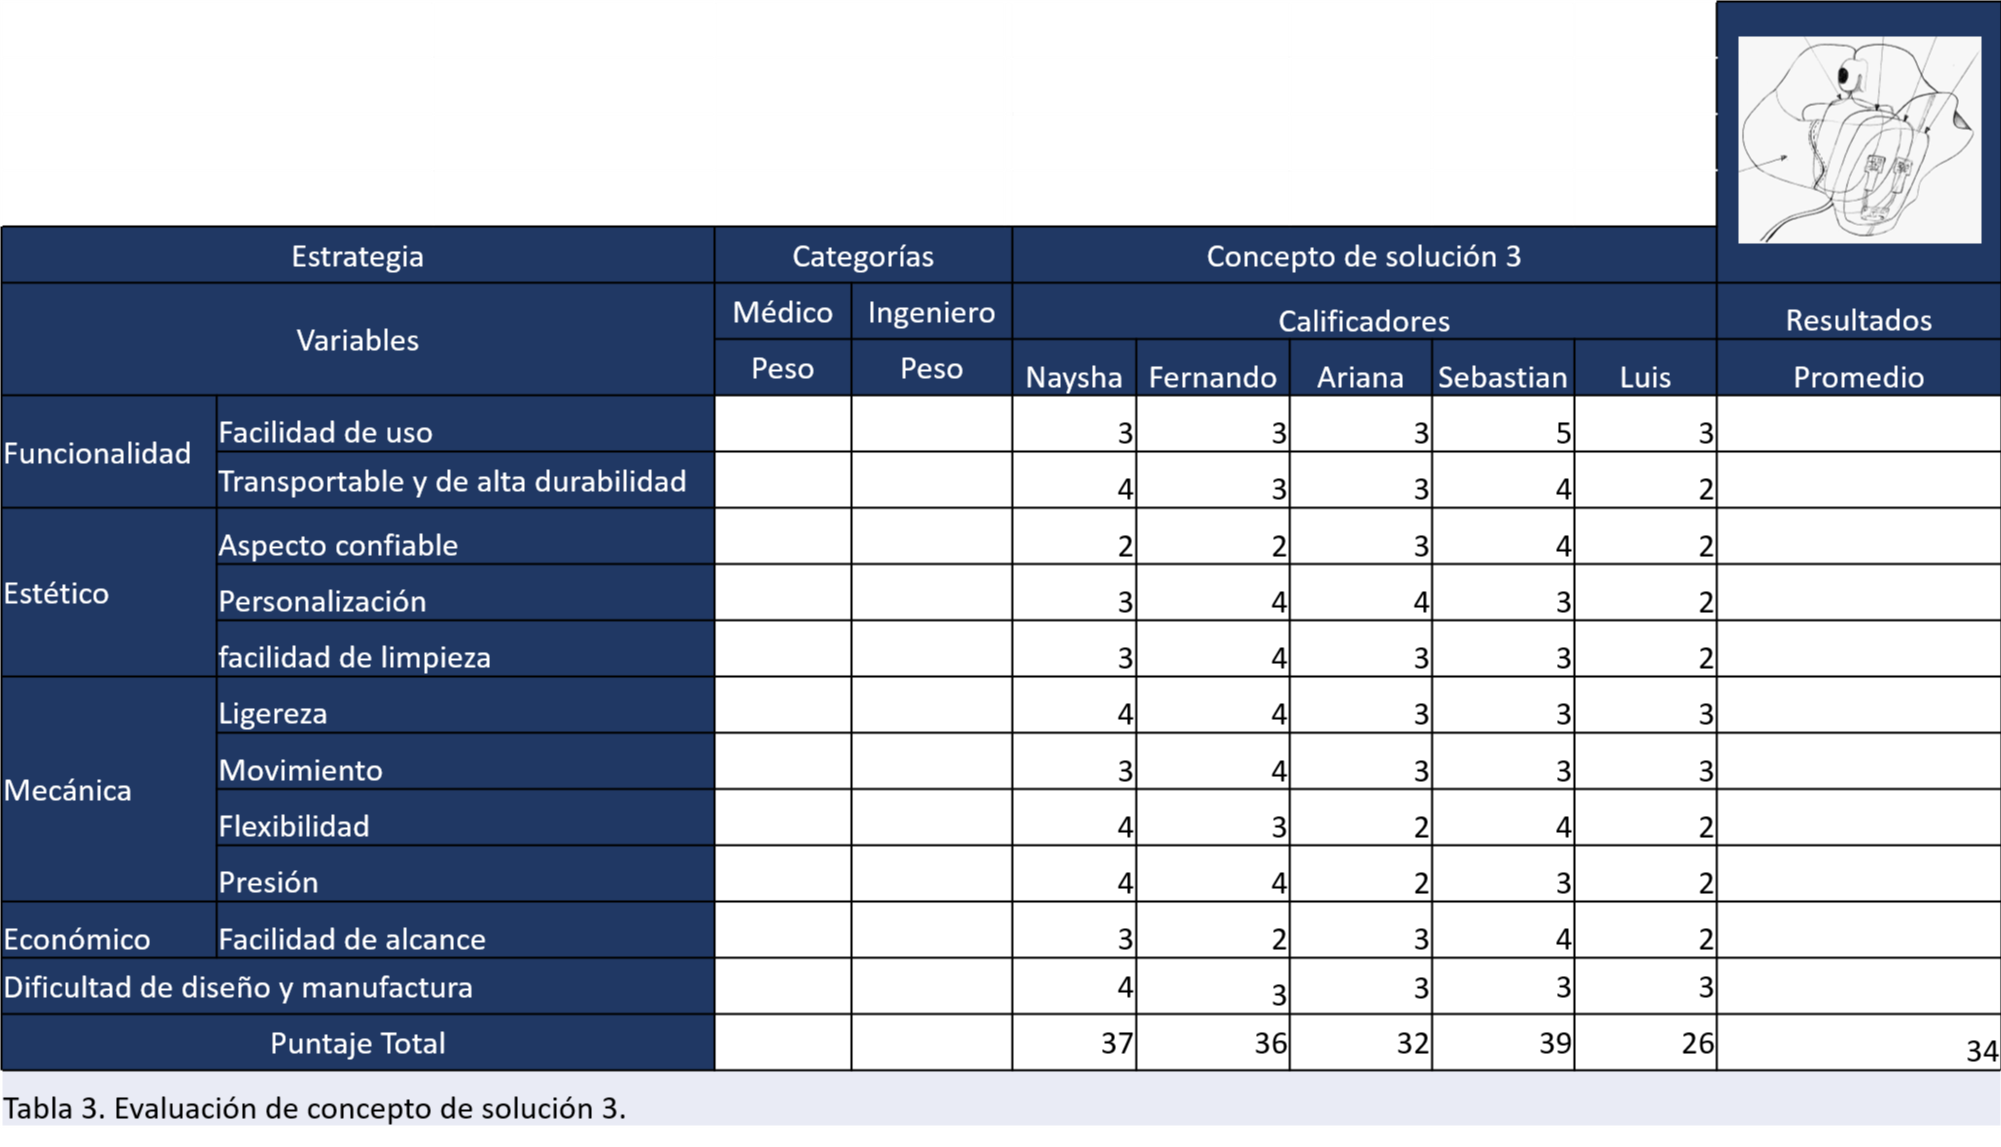 Estrategia Categorías Concepto de solución 3
Variables Médico Ingeniero Calificadores Resultados
Peso Peso Naysha Fernando Ariana Sebastian Luis Promedio
Funcionalidad Facilidad de uso 3 3 3 5 3
Transportable y de alta durabilidad 4 3 3 4 2
Estético Aspecto confiable 2 2 3 4 2
Personalización 3 4 4 3 2
facilidad de limpieza 3 4 3 3 2
Mecánica Ligereza 4 4 3 3 3
Movimiento 3 4 3 3 3
Flexibilidad 4 3 2 4 2
Presión 4 4 2 3 2
Económico Facilidad de alcance 3 2 3 4 2
Dificultad de diseño y manufactura 4 3 3 3 3
Puntaje Total 37 36 32 39 26 34
Tabla 3. Evaluación de concepto de solución 3.